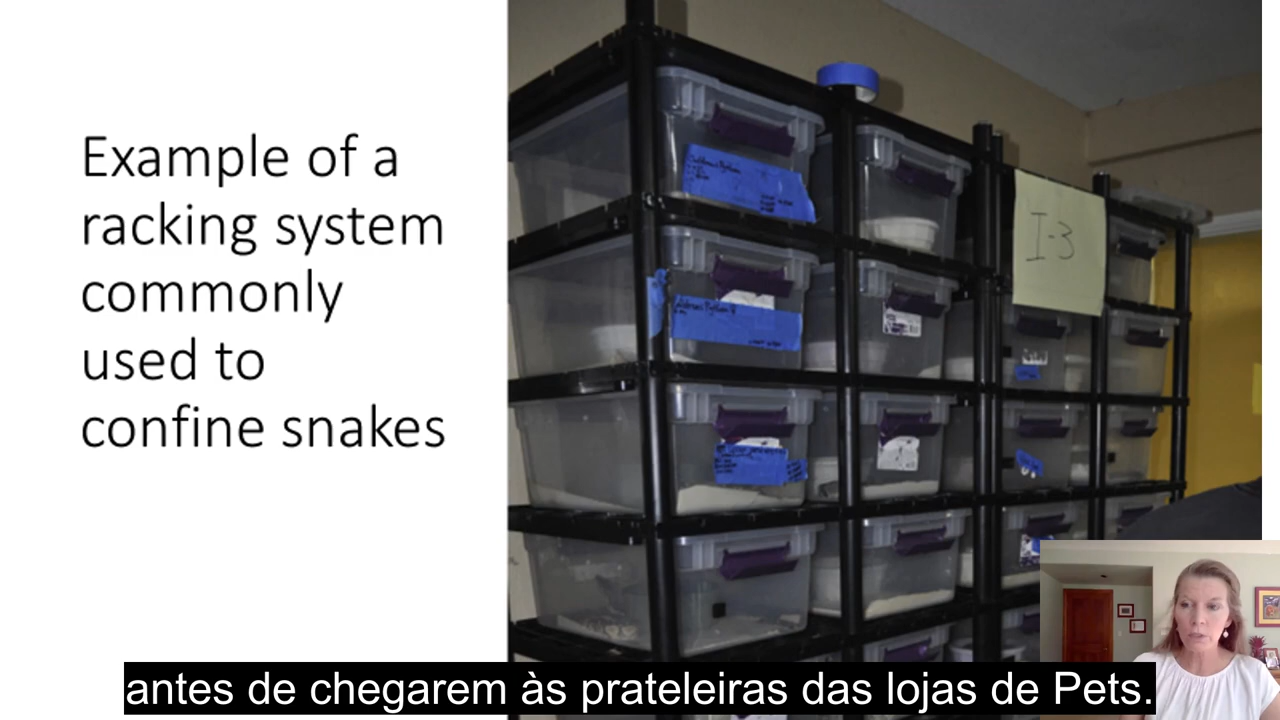 Example of a
racking system
commonly
used to
confine snakes
I-3
antes de chegarem às prateleiras das lojas de Pets.